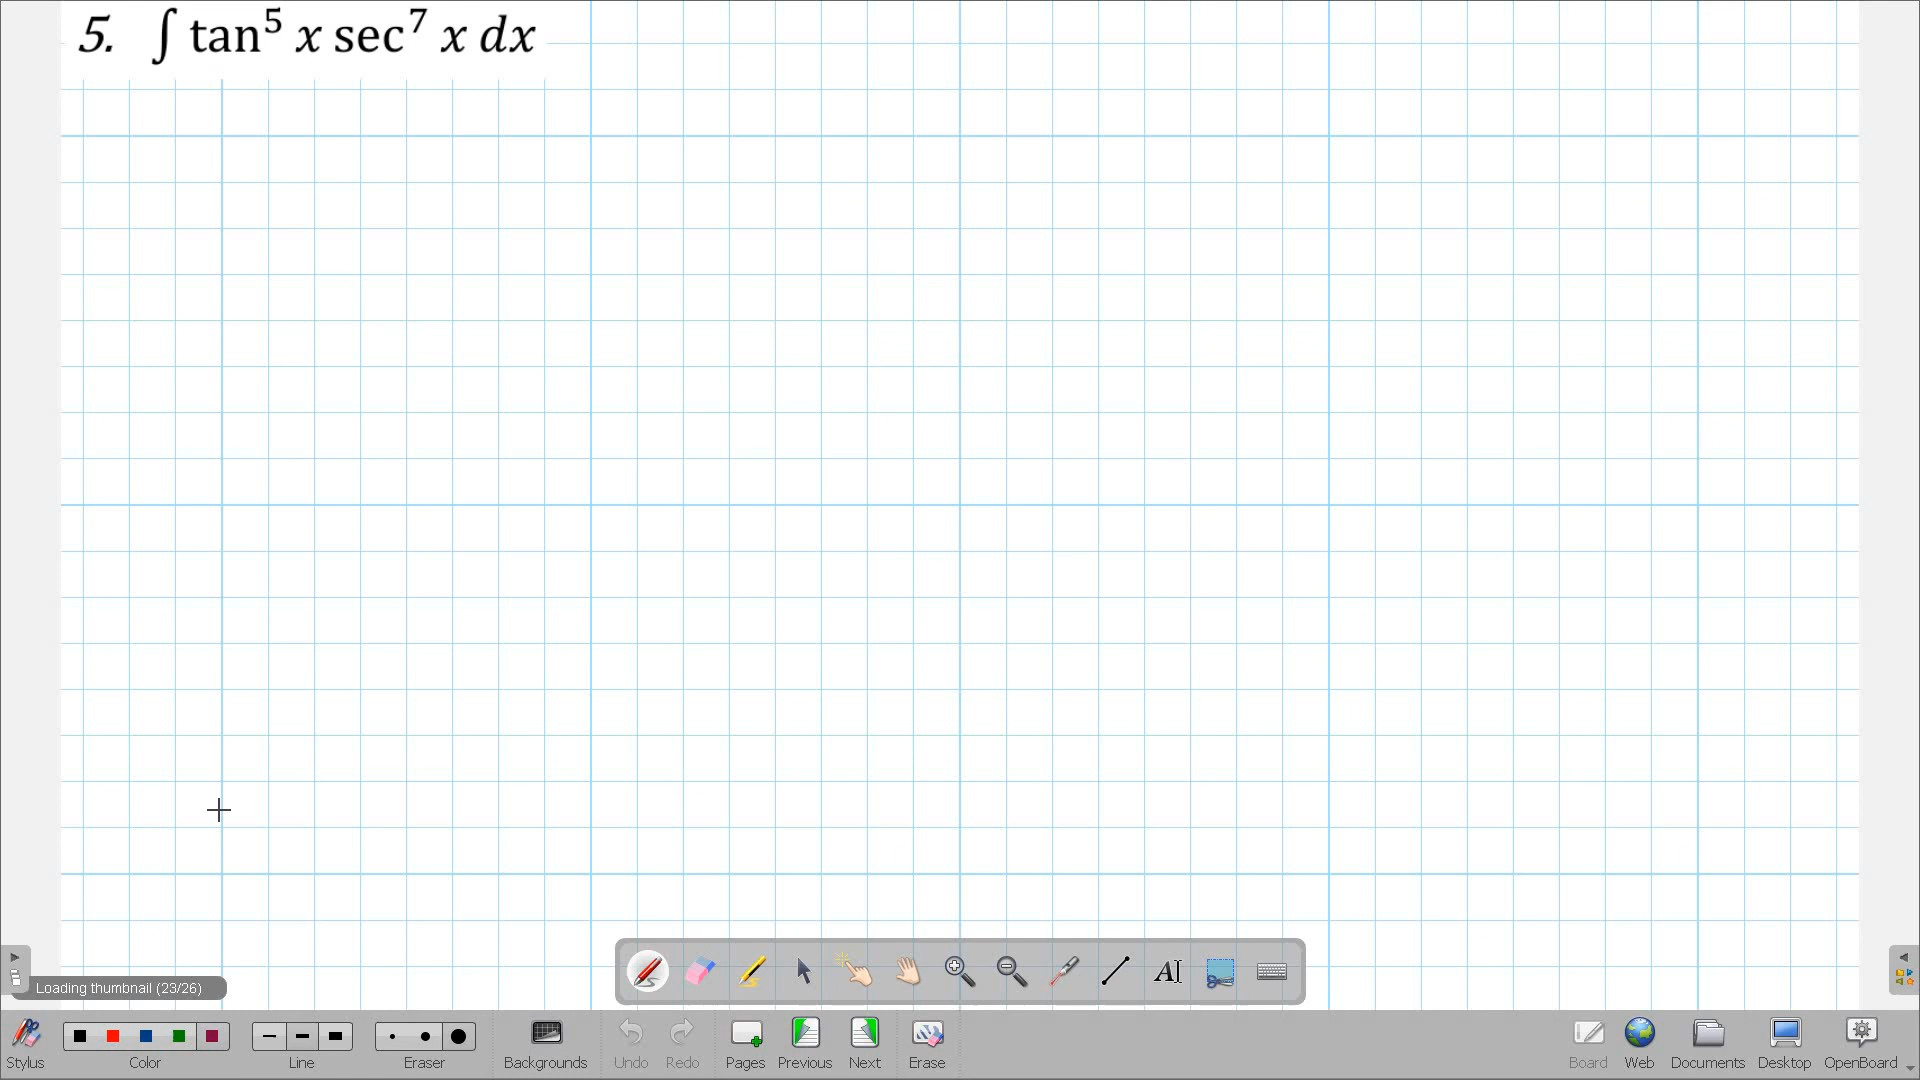 5. ∫ tan⁵ x sec⁷ x dx
Loading thumbnail (23/26)
Stylus Color Line Eraser Backgrounds Undo Redo Pages Previous Next Erase Board Web Documents Desktop OpenBoard